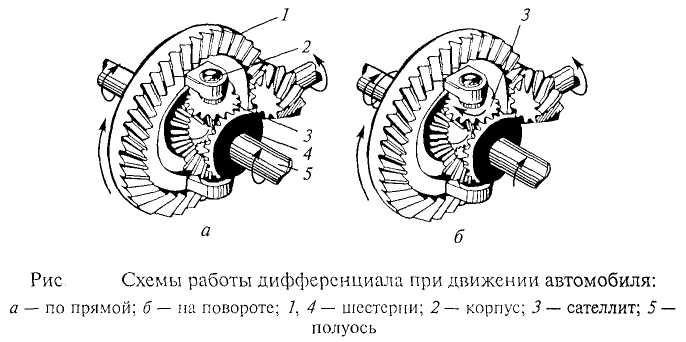 1
2
3
3
4
5
а
б
Рис Схемы работы дифференциала при движении автомобиля:
а — по прямой; б — на повороте; 1, 4 — шестерни; 2 — корпус; 3 — сателлит; 5 —
полуось